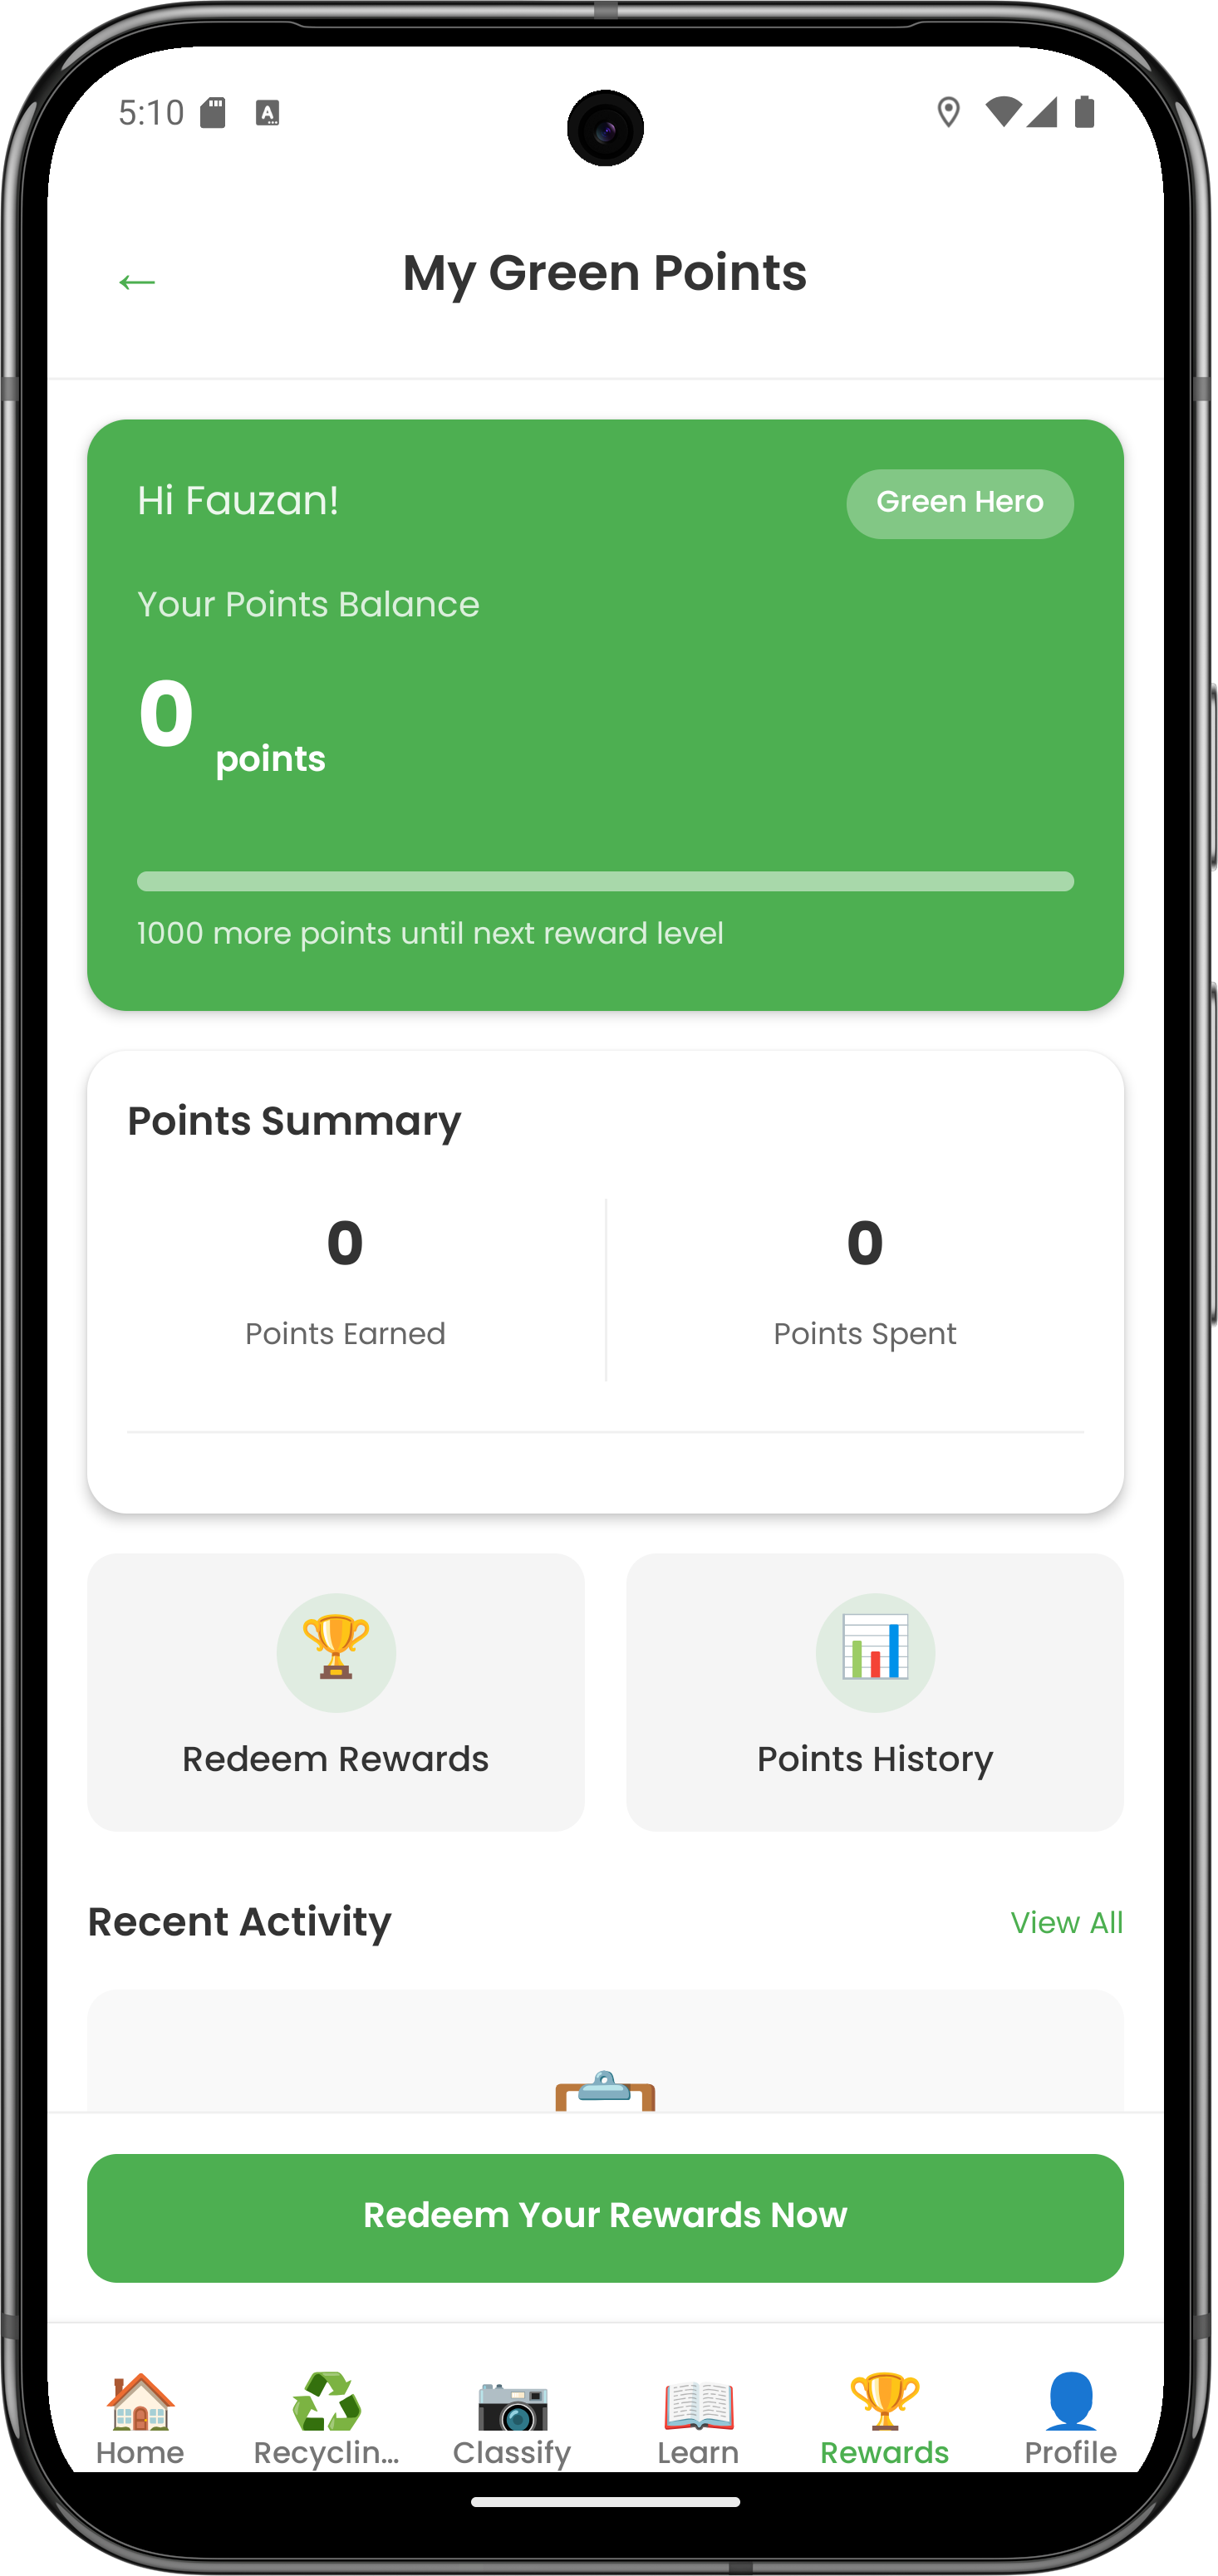 5:10
My Green Points
Hi Fauzan!
Green Hero
Your Points Balance
0 points
1000 more points until next reward level
Points Summary
0
0
Points Earned
Points Spent
Redeem Rewards
Points History
Recent Activity
View All
Redeem Your Rewards Now
Home
Recyclin...
Classify
Learn
Rewards
Profile